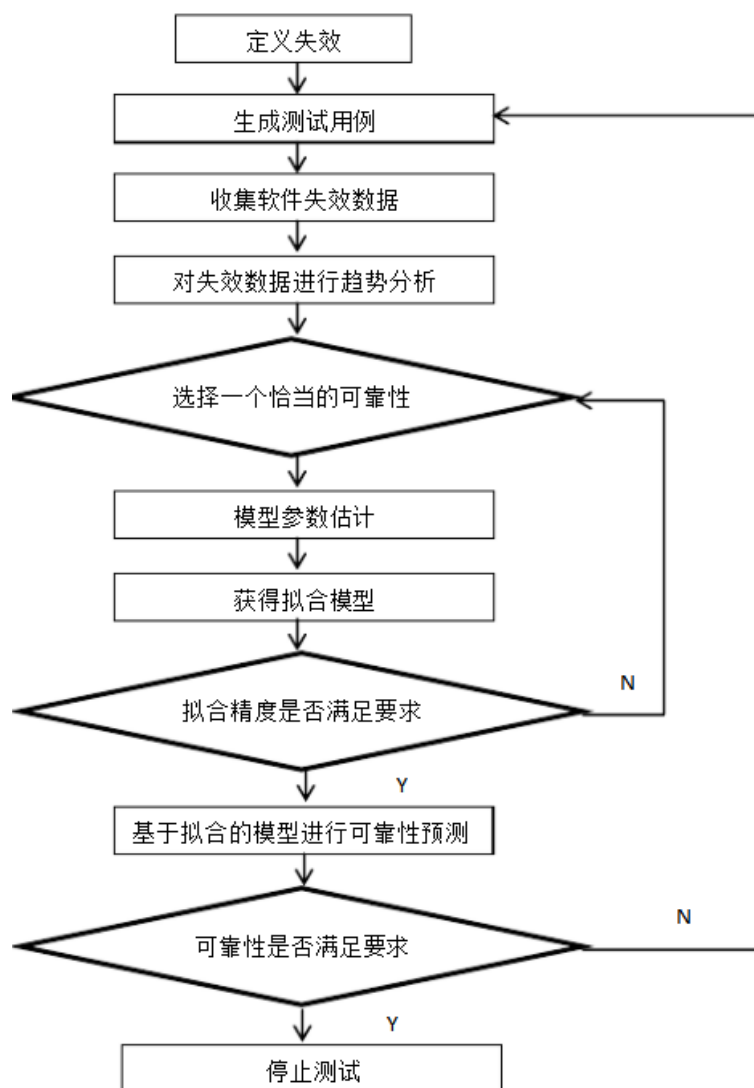 定义失效
生成测试用例
收集软件失效数据
对失效数据进行趋势分析
选择一个恰当的可靠性
模型参数估计
获得拟合模型
N
拟合精度是否满足要求
Y
基于拟合的模型进行可靠性预测
N
可靠性是否满足要求
Y
停止测试